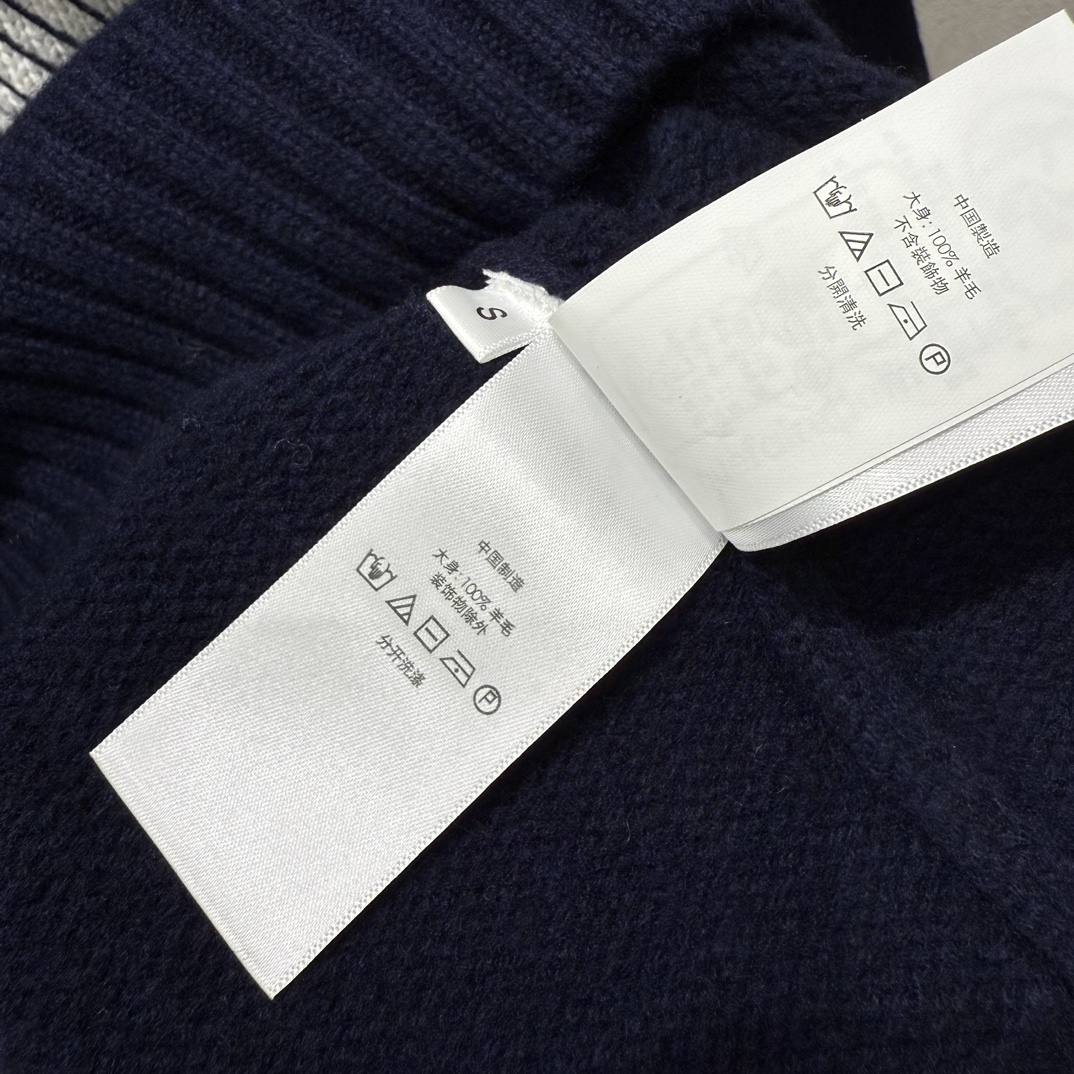 中国製造
大身: 100% 羊毛
不含裝飾物
分開清洗
P
S
中国制造
大身: 100% 羊毛
装饰物除外
分开洗涤
P